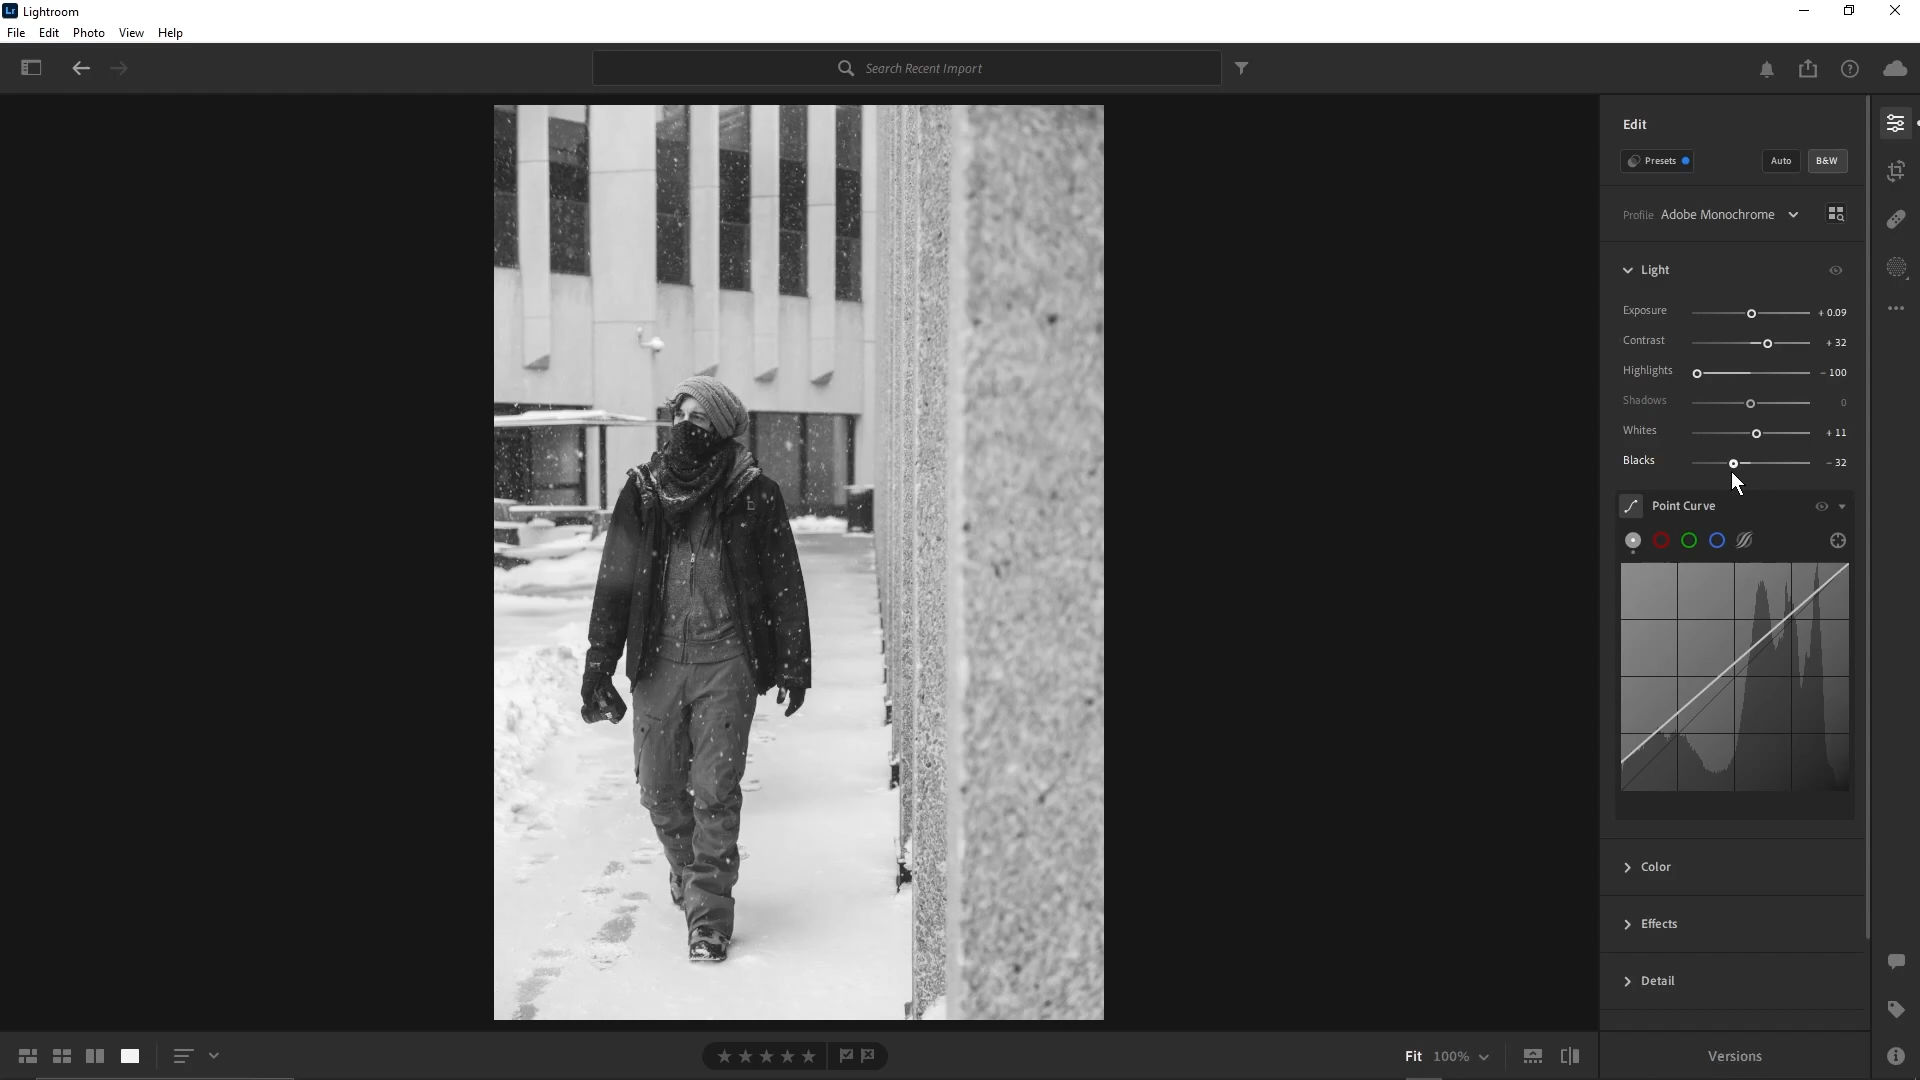 Lr Lightroom
File Edit Photo View Help
Search Recent Import
Edit
Presets Auto B&W
Profile Adobe Monochrome
Light
Exposure + 0.09
Contrast + 32
Highlights - 100
Shadows 0
Whites + 11
Blacks - 32
Point Curve
Color
Effects
Detail
Fit 100%
Versions